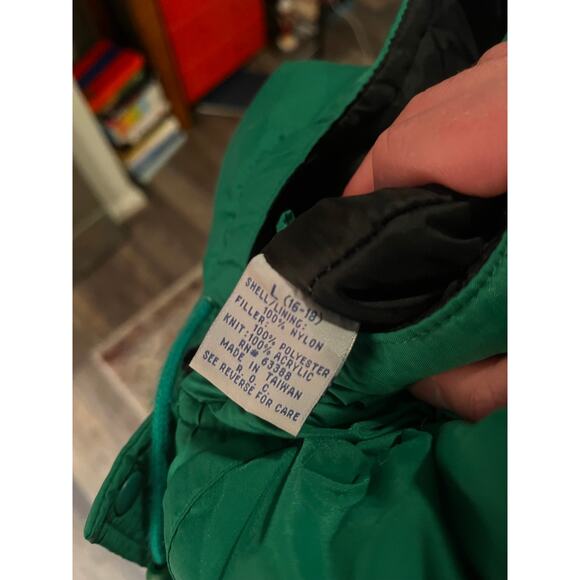 L (16-18)
SHELL/LINING:
100% NYLON
FILLER:
100% POLYESTER
KNIT:100% ACRYLIC
RN# 63388
MADE IN TAIWAN
R. O. C.
SEE REVERSE FOR CARE